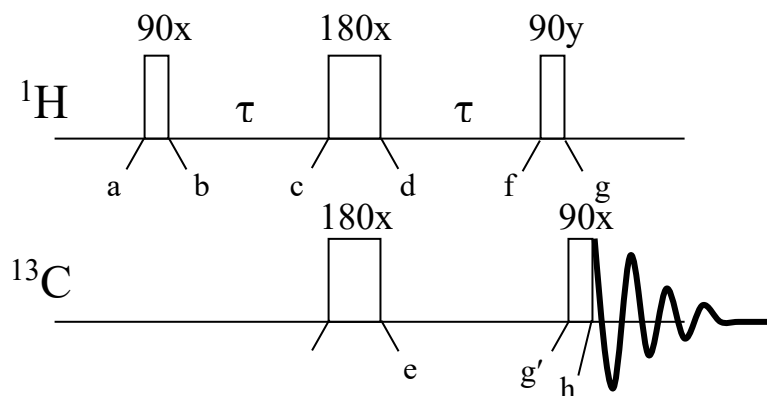 90x 180x 90y
¹H τ τ
a b c d f g
180x 90x
¹³C
e g′ h